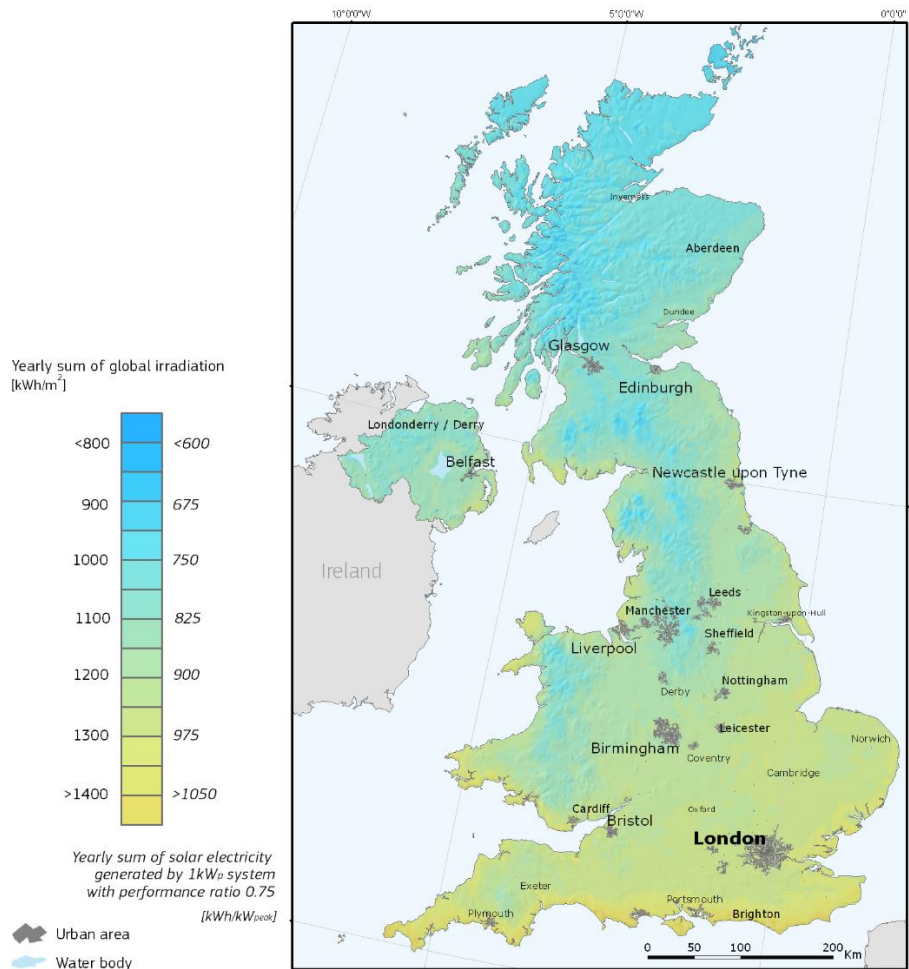 10°0'0"W
5°0'0"W
0°0'0"
Inverness
Aberdeen
Dundee
Glasgow
Edinburgh
Yearly sum of global irradiation
[kWh/m²]
<800
<600
900
675
1000
750
1100
825
1200
900
1300
975
>1400
>1050
Yearly sum of solar electricity
generated by 1kWp system
with performance ratio 0.75
[kWh/kWpeak]
Urban area
Water body
Londonderry / Derry
Belfast
Newcastle upon Tyne
Ireland
Leeds
Manchester
Kingston-upon-Hull
Sheffield
Liverpool
Derby
Nottingham
Leicester
Birmingham
Coventry
Norwich
Cambridge
Cardiff
Oxford
Bristol
London
Exeter
Portsmouth
Plymouth
Brighton
0 50 100 200
Km